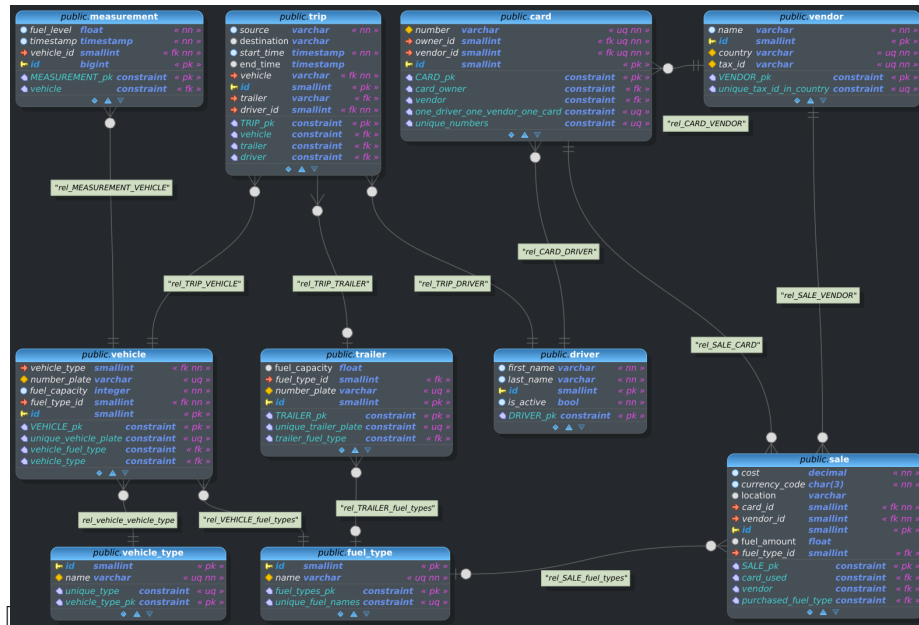 public.measurement
fuel_level float « nn »
timestamp timestamp « nn »
vehicle_id smallint « fk nn »
id bigint « pk »
MEASUREMENT_pk constraint « pk »
vehicle constraint « fk »
public.trip
source varchar « nn »
destination varchar
start_time timestamp « nn »
end_time timestamp
vehicle varchar « fk nn »
id smallint « pk »
trailer varchar « fk »
driver_id smallint « fk nn »
TRIP_pk constraint « pk »
vehicle constraint « fk »
trailer constraint « fk »
driver constraint « fk »
public.card
number varchar « uq nn »
owner_id smallint « fk uq nn »
vendor_id smallint « fk uq nn »
id smallint « pk »
CARD_pk constraint « pk »
card_owner constraint « fk »
vendor constraint « fk »
one_driver_one_vendor_one_card constraint « uq »
unique_numbers constraint « uq »
public.vendor
name varchar « nn »
id smallint « pk »
country varchar « uq nn »
tax_id varchar « uq nn »
VENDOR_pk constraint « pk »
unique_tax_id_in_country constraint « uq »
"rel_CARD_VENDOR"
"rel_MEASUREMENT_VEHICLE"
"rel_CARD_DRIVER"
"rel_TRIP_VEHICLE"
"rel_TRIP_TRAILER"
"rel_TRIP_DRIVER"
"rel_SALE_VENDOR"
"rel_SALE_CARD"
public.vehicle
vehicle_type smallint « fk nn »
number_plate varchar « uq »
fuel_capacity integer « nn »
fuel_type_id smallint « fk nn »
id smallint « pk »
VEHICLE_pk constraint « pk »
unique_vehicle_plate constraint « uq »
vehicle_fuel_type constraint « fk »
vehicle_type constraint « fk »
public.trailer
fuel_capacity float
fuel_type_id smallint « fk »
number_plate varchar « uq »
id smallint « pk »
TRAILER_pk constraint « pk »
unique_trailer_plate constraint « uq »
trailer_fuel_type constraint « fk »
public.driver
first_name varchar « nn »
last_name varchar « nn »
id smallint « pk »
is_active bool « nn »
DRIVER_pk constraint « pk »
public.sale
cost decimal « nn »
currency_code char(3) « nn »
location varchar
card_id smallint « fk nn »
vendor_id smallint « fk nn »
id smallint « pk »
fuel_amount float
fuel_type_id smallint « fk »
SALE_pk constraint « pk »
card_used constraint « fk »
vendor constraint « fk »
purchased_fuel_type constraint « fk »
rel_vehicle_vehicle_type
"rel_VEHICLE_fuel_types"
"rel_TRAILER_fuel_types"
"rel_SALE_fuel_types"
public.vehicle_type
id smallint « pk »
name varchar « uq nn »
unique_type constraint « uq »
vehicle_type_pk constraint « pk »
public.fuel_type
id smallint « pk »
name varchar « uq nn »
fuel_types_pk constraint « pk »
unique_fuel_names constraint « uq »